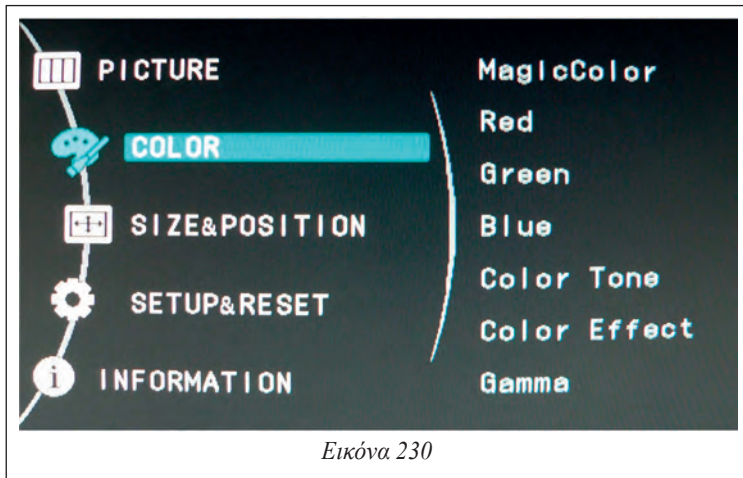 PICTURE
COLOR
SIZE&POSITION
SETUP&RESET
INFORMATION
MagicColor
Red
Green
Blue
Color Tone
Color Effect
Gamma
Εικόνα 230